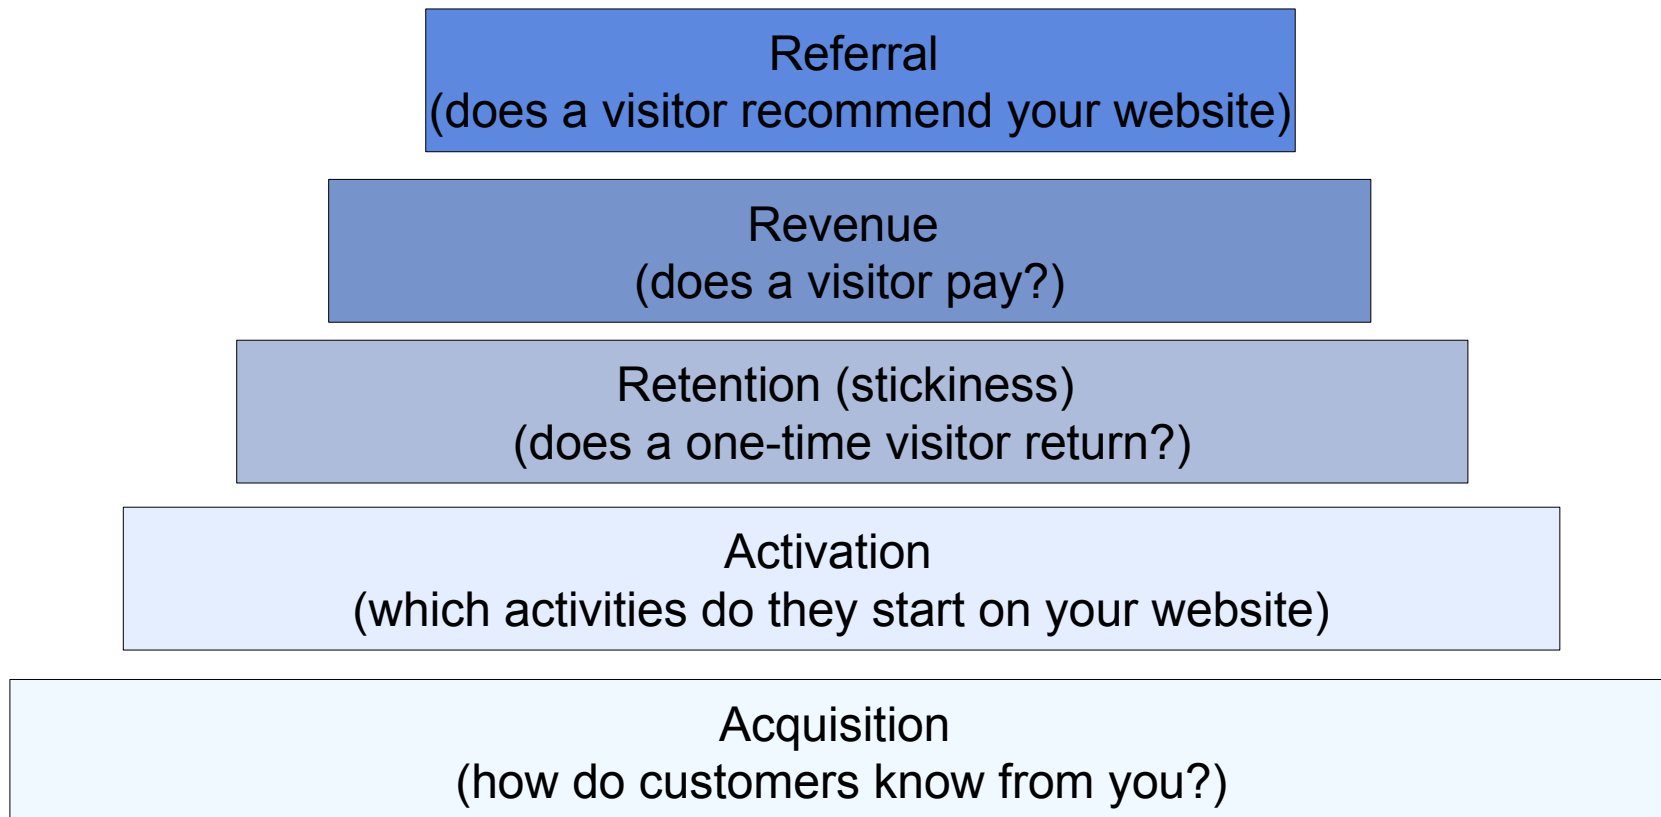 Referral
(does a visitor recommend your website)
Revenue
(does a visitor pay?)
Retention (stickiness)
(does a one-time visitor return?)
Activation
(which activities do they start on your website)
Acquisition
(how do customers know from you?)